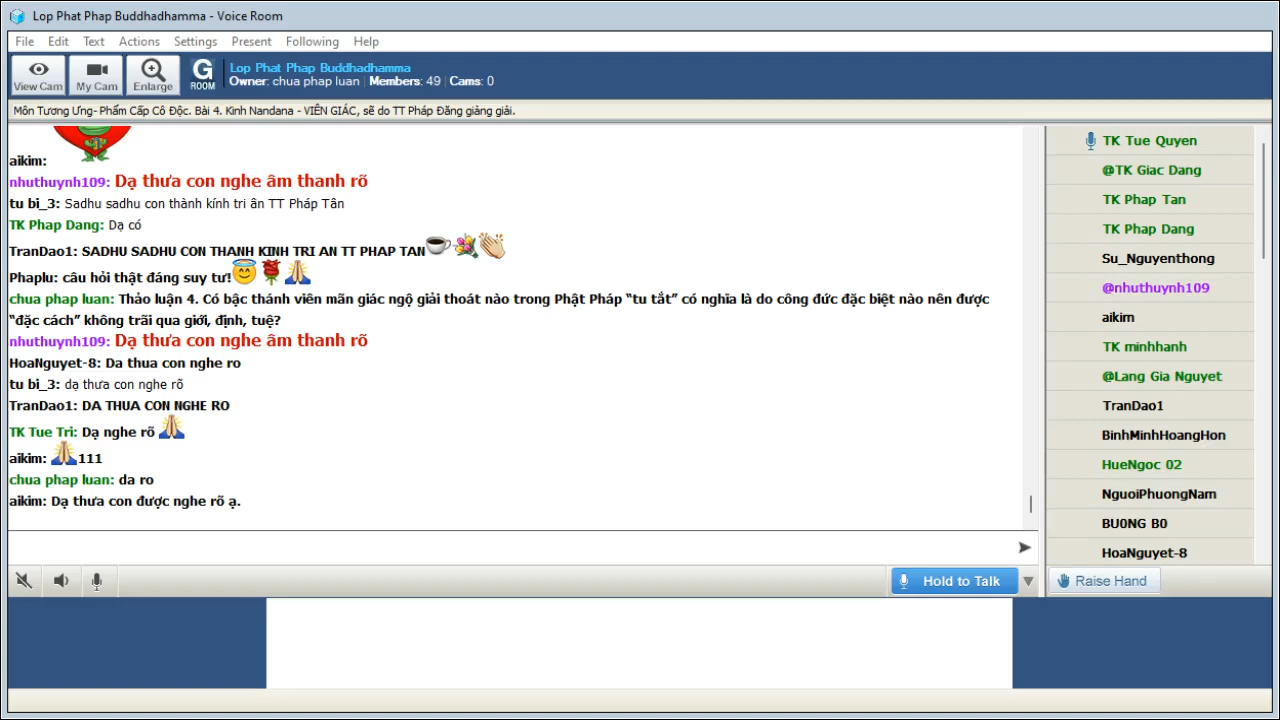 Lop Phat Phap Buddhadhamma - Voice Room
File Edit Text Actions Settings Present Following Help
View Cam My Cam Enlarge G ROOM Lop Phat Phap Buddhadhamma
Owner: chua phap luan | Members: 49 | Cams: 0
Môn Tương Ưng- Phẩm Cấp Cô Độc. Bài 4. Kinh Nandana - VIÊN GIÁC, sẽ do TT Pháp Đăng giảng giải.
aikim:
nhuthuynh109: Dạ thưa con nghe âm thanh rõ
tu bi_3: Sadhu sadhu con thành kính tri ân TT Pháp Tân
TK Phap Dang: Dạ có
TranDao1: SADHU SADHU CON THANH KINH TRI AN TT PHAP TAN
Phaplu: câu hỏi thật đáng suy tư!
chua phap luan: Thảo luận 4. Có bậc thánh viên mãn giác ngộ giải thoát nào trong Phật Pháp “tu tắt” có nghĩa là do công đức đặc biệt nào nên được
“đặc cách” không trãi qua giới, định, tuệ?
nhuthuynh109: Dạ thưa con nghe âm thanh rõ
HoaNguyet-8: Da thua con nghe ro
tu bi_3: dạ thưa con nghe rõ
TranDao1: DA THUA CON NGHE RO
TK Tue Tri: Dạ nghe rõ
aikim: 111
chua phap luan: da ro
aikim: Dạ thưa con được nghe rõ ạ.
TK Tue Quyen
@TK Giac Dang
TK Phap Tan
TK Phap Dang
Su_Nguyenthong
@nhuthuynh109
aikim
TK minhhanh
@Lang Gia Nguyet
TranDao1
BinhMinhHoangHon
HueNgoc 02
NguoiPhuongNam
BU0NG B0
HoaNguyet-8
Hold to Talk
Raise Hand